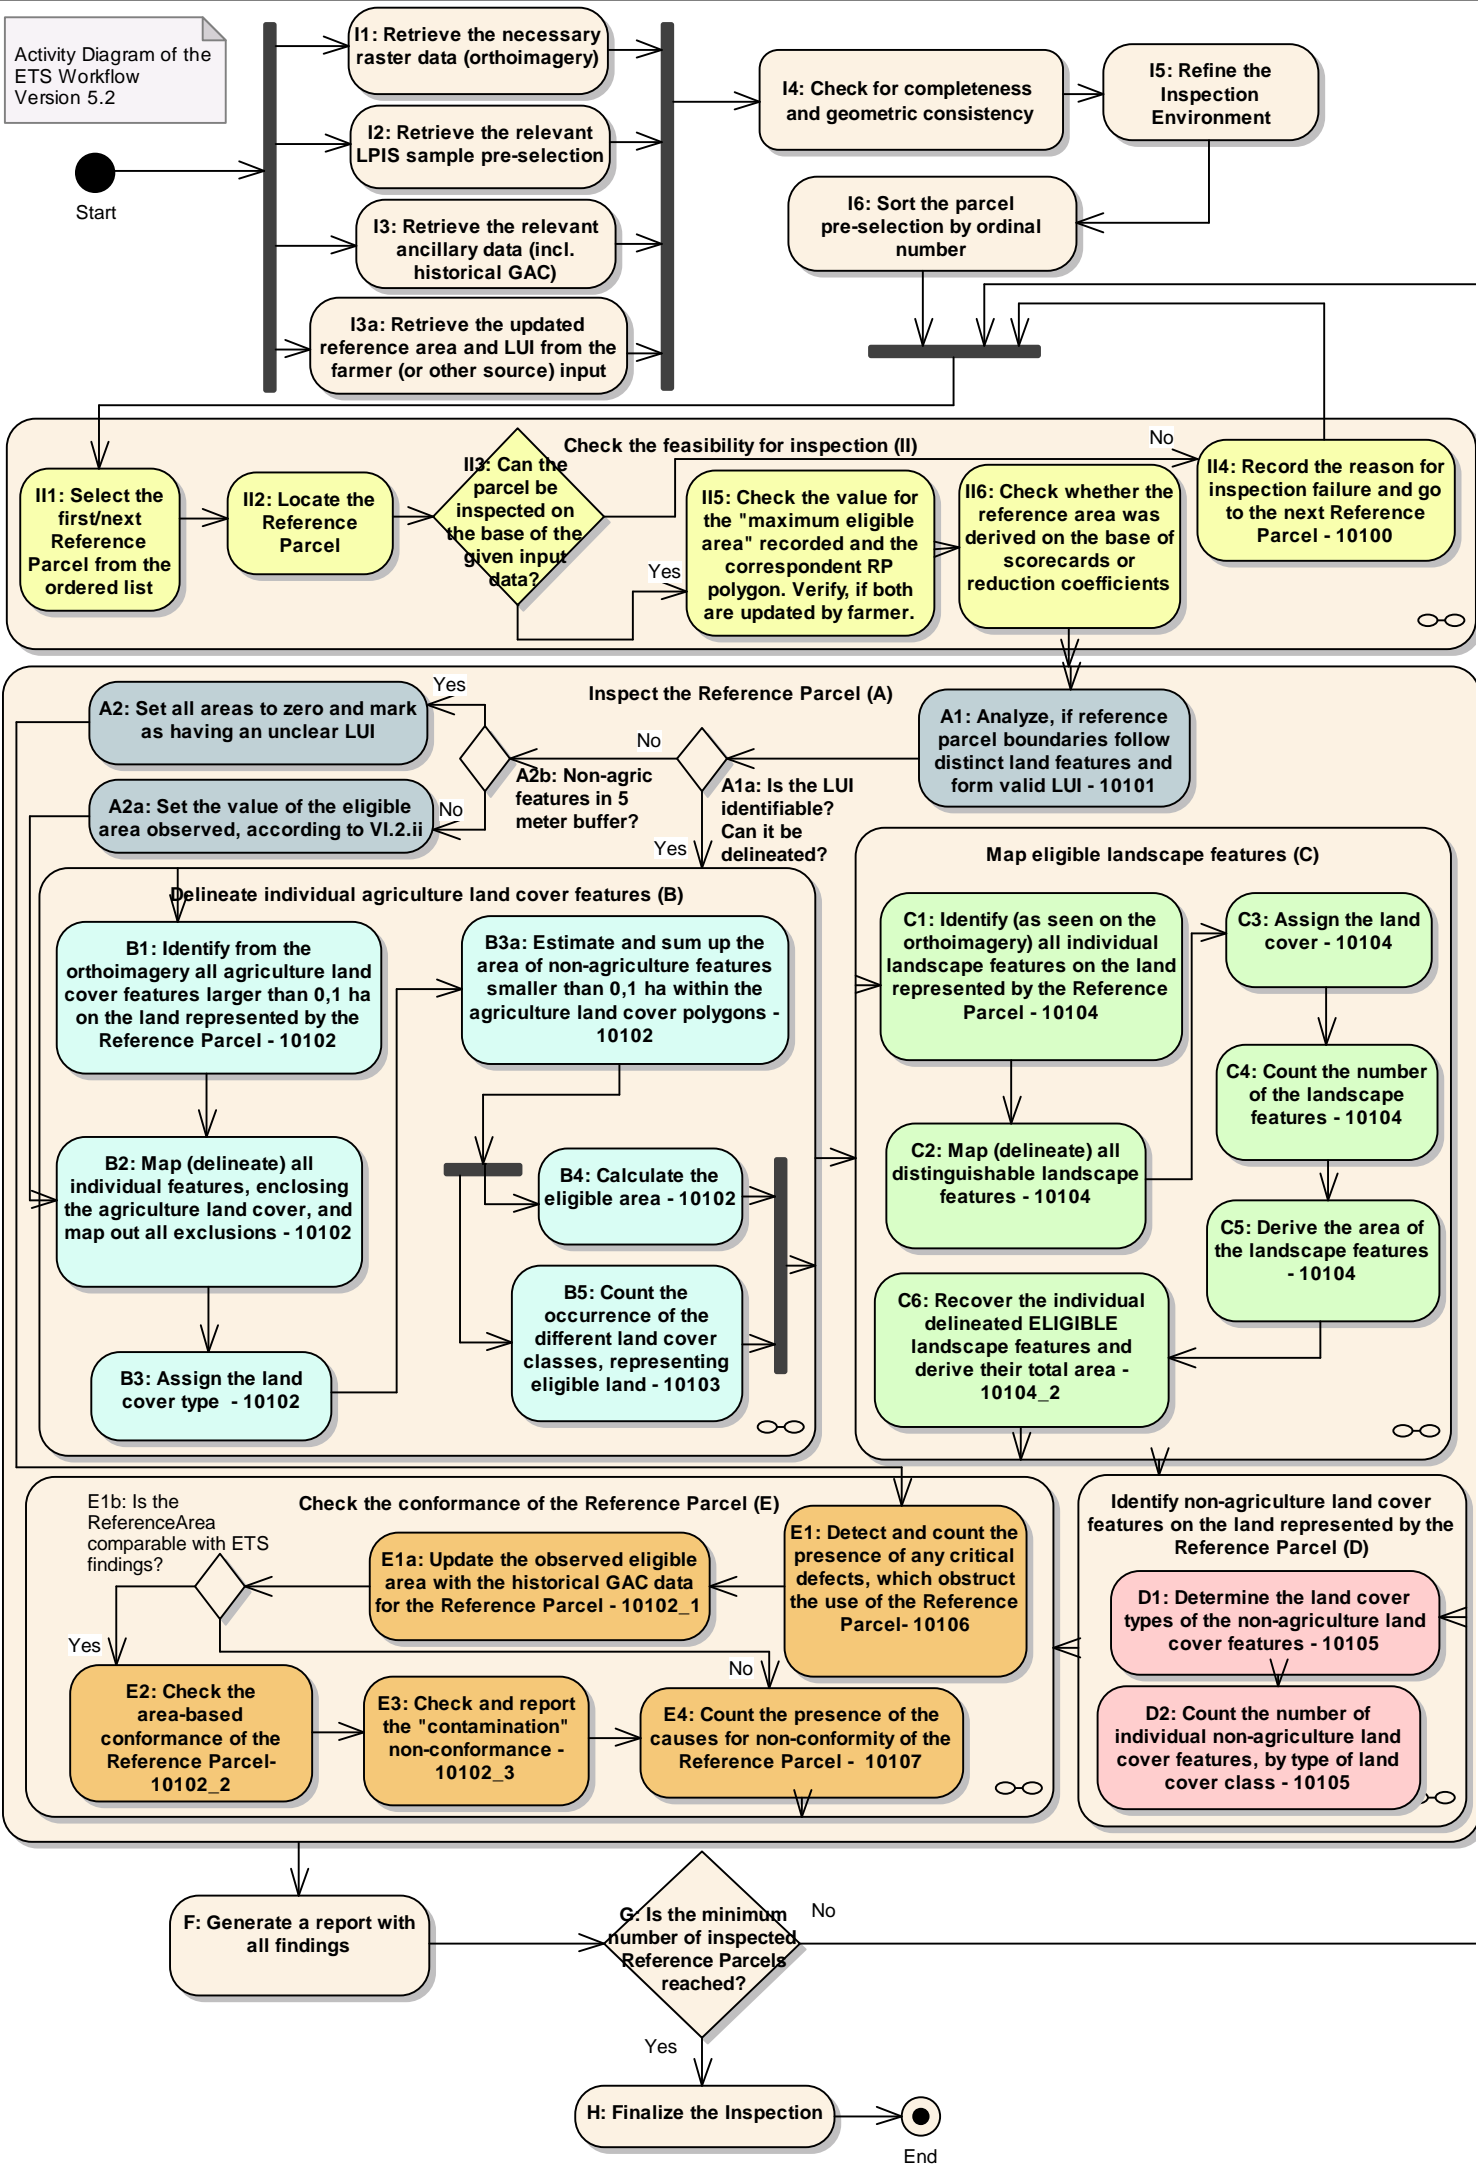 Activity Diagram of the
ETS Workflow
Version 5.2
Start
I1: Retrieve the necessary
raster data (orthoimagery)
I2: Retrieve the relevant
LPIS sample pre-selection
I3: Retrieve the relevant
ancillary data (incl.
historical GAC)
I3a: Retrieve the updated
reference area and LUI from the
farmer (or other source) input
I4: Check for completeness
and geometric consistency
I5: Refine the
Inspection
Environment
I6: Sort the parcel
pre-selection by ordinal
number
Check the feasibility for inspection (II)
II1: Select the
first/next
Reference
Parcel from the
ordered list
II2: Locate the
Reference
Parcel
II3: Can the
parcel be
inspected on
the base of the
given input
data?
No
Yes
II5: Check the value for
the "maximum eligible
area" recorded and the
correspondent RP
polygon. Verify, if both
are updated by farmer.
II6: Check whether the
reference area was
derived on the base of
scorecards or
reduction coefficients
II4: Record the reason for
inspection failure and go
to the next Reference
Parcel - 10100
Inspect the Reference Parcel (A)
A1: Analyze, if reference
parcel boundaries follow
distinct land features and
form valid LUI - 10101
A1a: Is the LUI
identifiable?
Can it be
delineated?
No
Yes
A2b: Non-agric
features in 5
meter buffer?
Yes
No
A2: Set all areas to zero and mark
as having an unclear LUI
A2a: Set the value of the eligible
area observed, according to VI.2.ii
Delineate individual agriculture land cover features (B)
B1: Identify from the
orthoimagery all agriculture land
cover features larger than 0,1 ha
on the land represented by the
Reference Parcel - 10102
B2: Map (delineate) all
individual features, enclosing
the agriculture land cover, and
map out all exclusions - 10102
B3: Assign the land
cover type  - 10102
B3a: Estimate and sum up the
area of non-agriculture features
smaller than 0,1 ha within the
agriculture land cover polygons -
10102
B4: Calculate the
eligible area - 10102
B5: Count the
occurrence of the
different land cover
classes, representing
eligible land - 10103
Map eligible landscape features (C)
C1: Identify (as seen on the
orthoimagery) all individual
landscape features on the land
represented by the Reference
Parcel - 10104
C2: Map (delineate) all
distinguishable landscape
features - 10104
C3: Assign the land
cover - 10104
C4: Count the number
of the landscape
features - 10104
C5: Derive the area of
the landscape features
- 10104
C6: Recover the individual
delineated ELIGIBLE
landscape features and
derive their total area -
10104_2
Identify non-agriculture land cover
features on the land represented by the
Reference Parcel (D)
D1: Determine the land cover
types of the non-agriculture land
cover features - 10105
D2: Count the number of
individual non-agriculture land
cover features, by type of land
cover class - 10105
Check the conformance of the Reference Parcel (E)
E1: Detect and count the
presence of any critical
defects, which obstruct
the use of the Reference
Parcel- 10106
E1a: Update the observed eligible
area with the historical GAC data
for the Reference Parcel - 10102_1
E1b: Is the
ReferenceArea
comparable with ETS
findings?
Yes
No
E2: Check the
area-based
conformance of the
Reference Parcel-
10102_2
E3: Check and report
the "contamination"
non-conformance -
10102_3
E4: Count the presence of the
causes for non-conformity of the
Reference Parcel -  10107
F: Generate a report with
all findings
G: Is the minimum
number of inspected
Reference Parcels
reached?
No
Yes
H: Finalize the Inspection
End